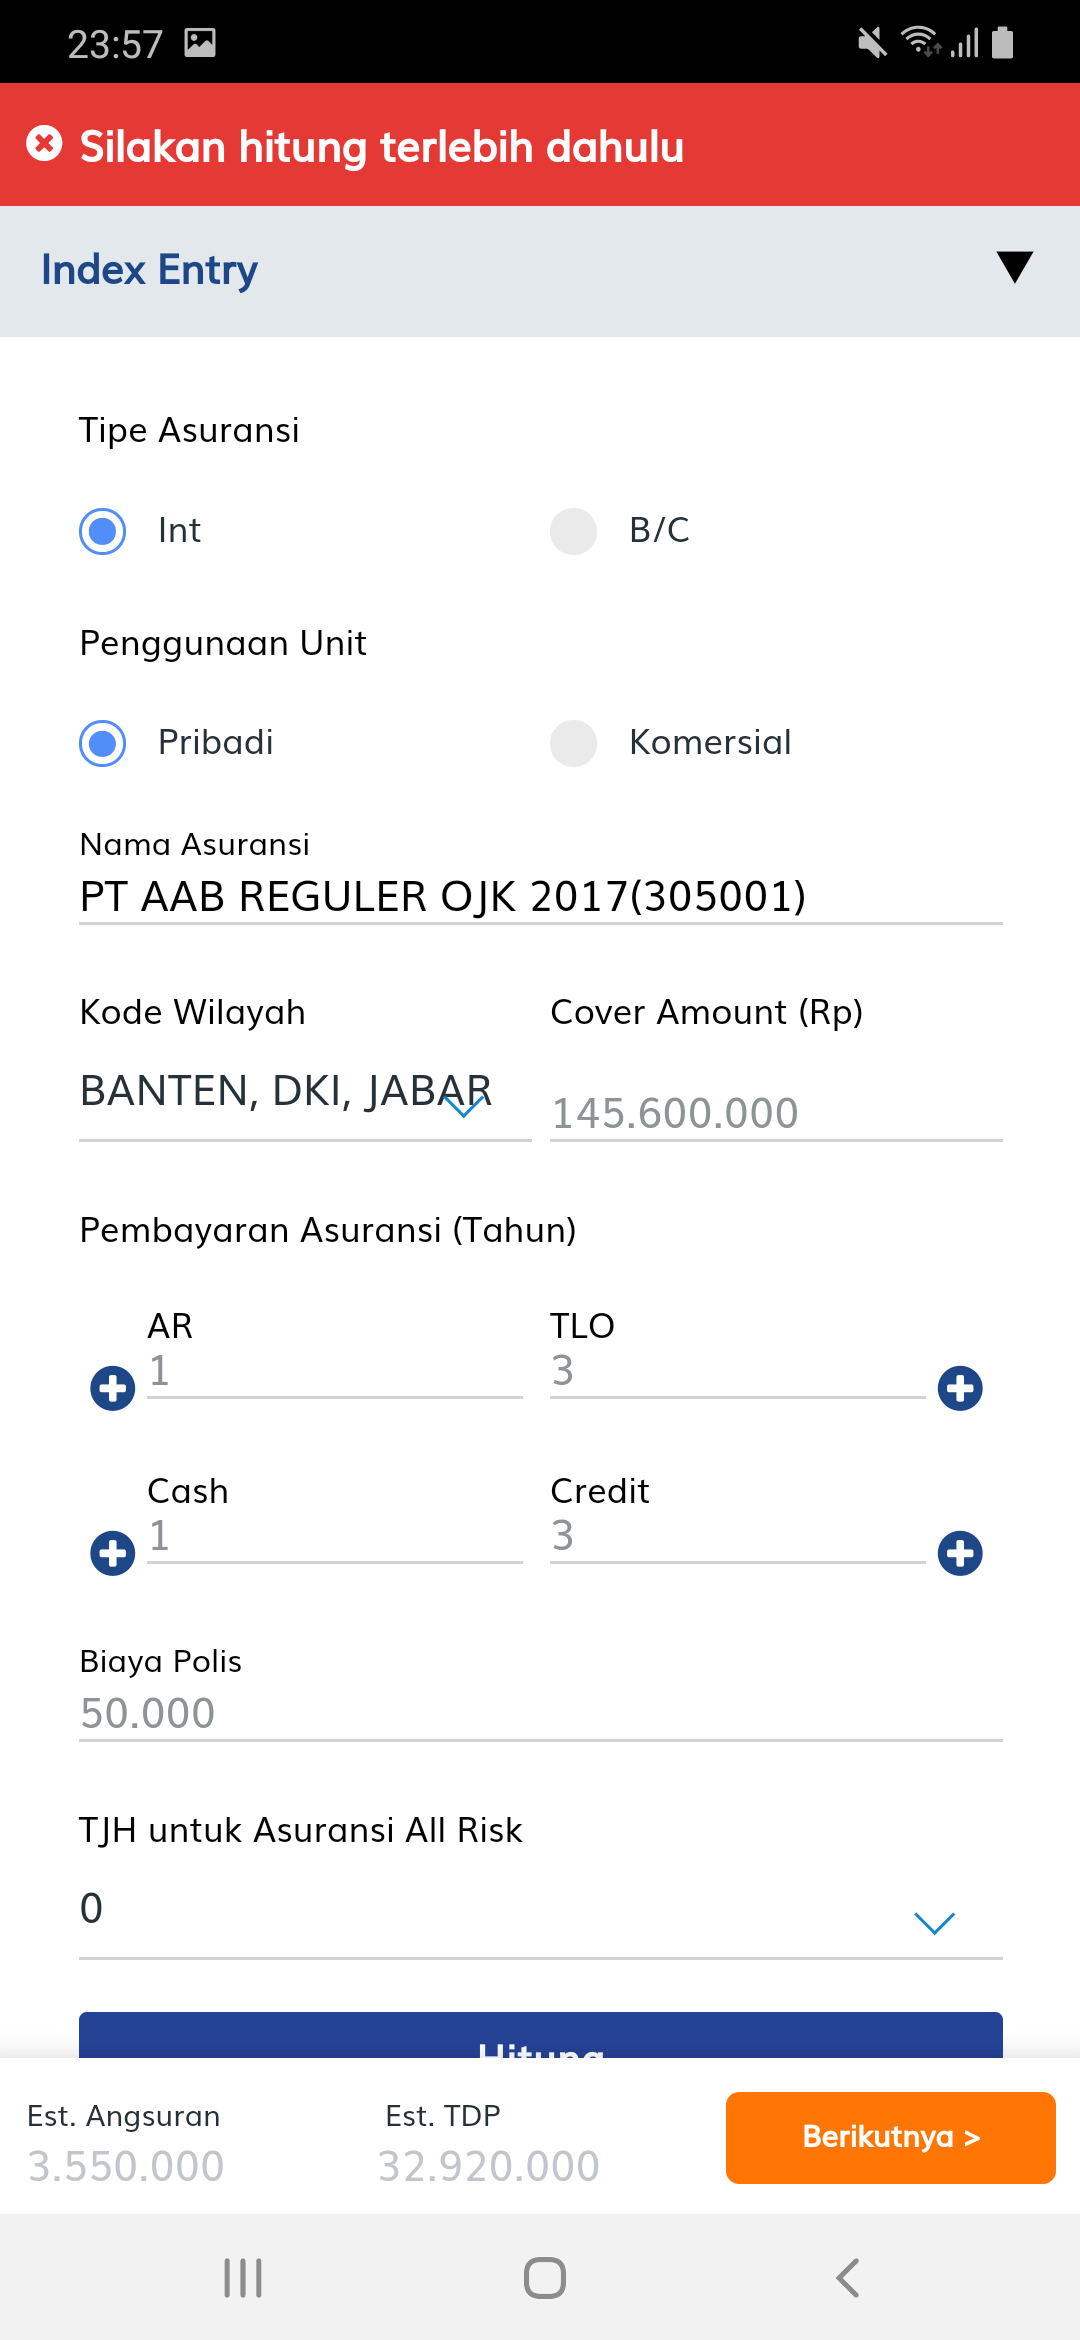 23:57
Silakan hitung terlebih dahulu
Index Entry
Tipe Asuransi
Int
B/C
Penggunaan Unit
Pribadi
Komersial
Nama Asuransi
PT AAB REGULER OJK 2017(305001)
Kode Wilayah
Cover Amount (Rp)
BANTEN, DKI, JABAR
145.600.000
Pembayaran Asuransi (Tahun)
AR
TLO
1
3
Cash
Credit
1
3
Biaya Polis
50.000
TJH untuk Asuransi All Risk
0
Hitung
Est. Angsuran
Est. TDP
3.550.000
32.920.000
Berikutnya >